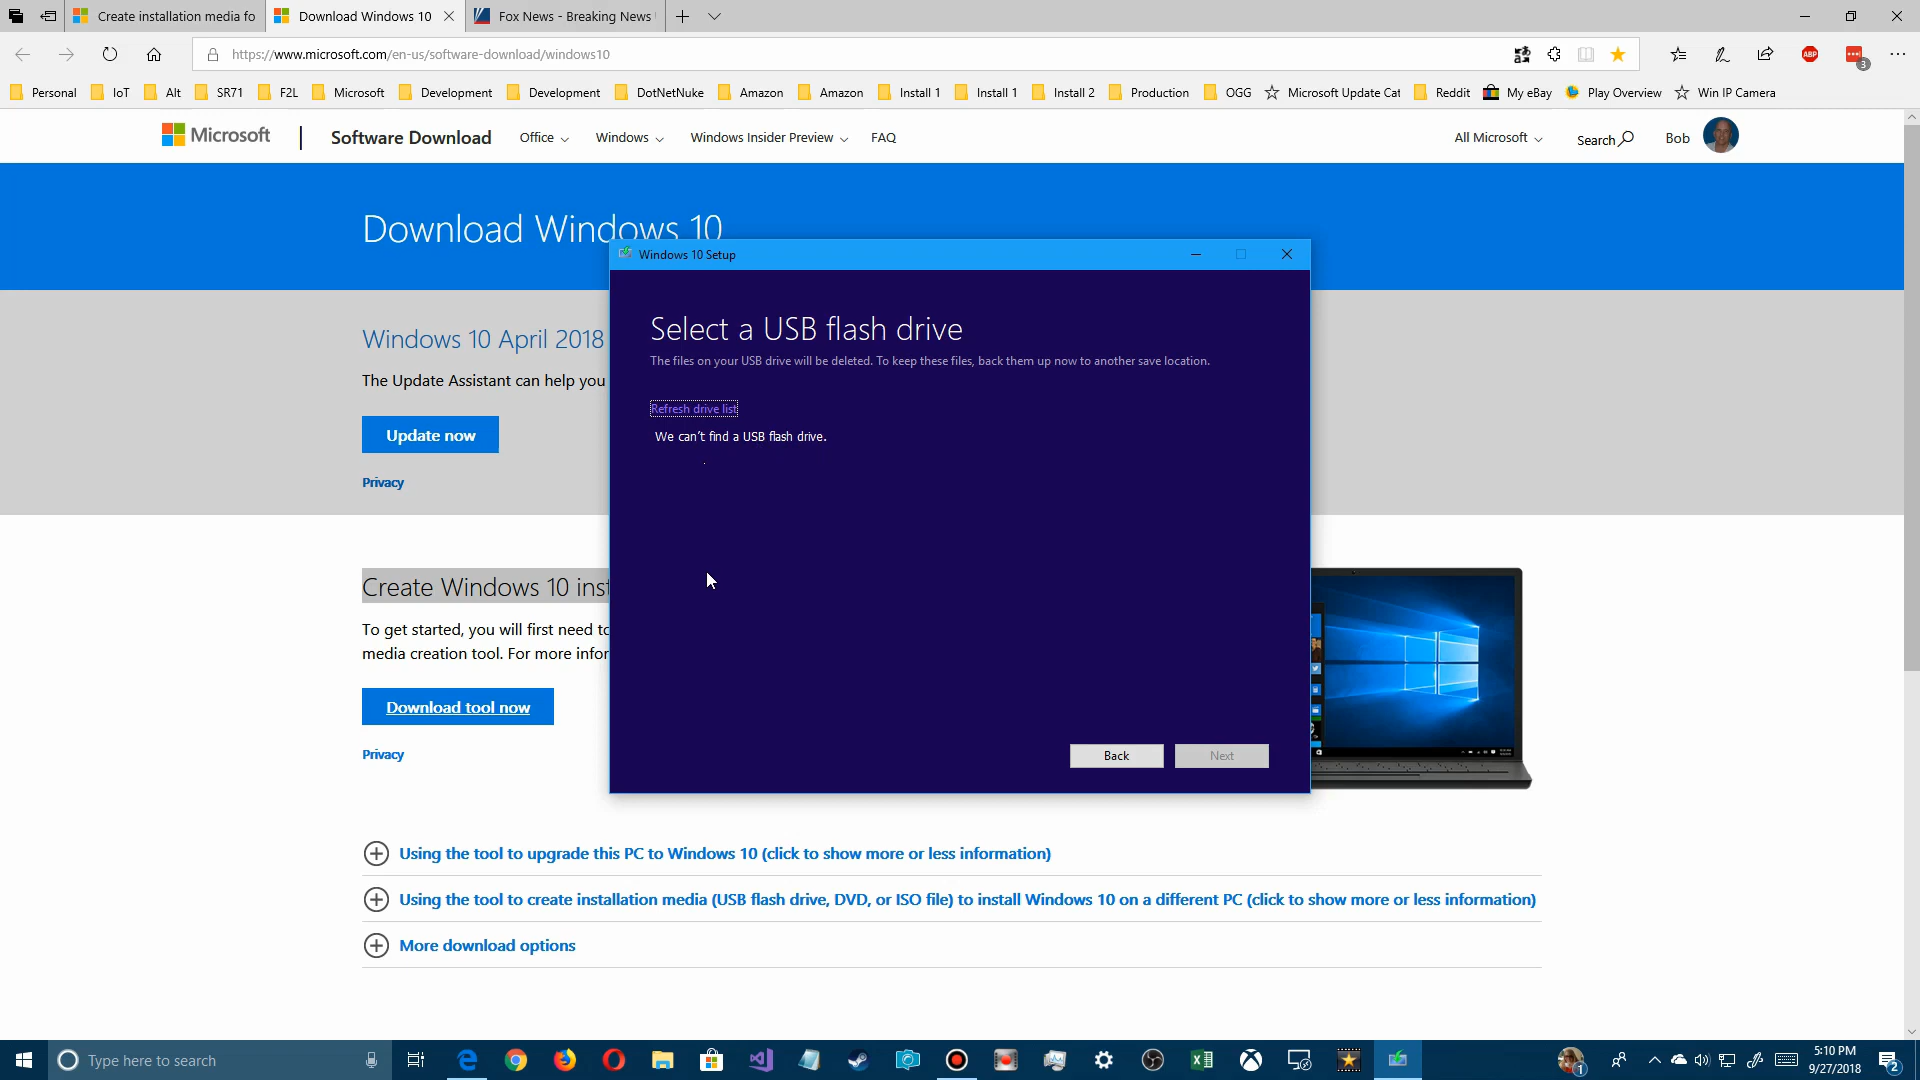 Create installation media fo
Download Windows 10
Fox News - Breaking News
https://www.microsoft.com/en-us/software-download/windows10
ABP
3
Personal
IoT
Alt
SR71
F2L
Microsoft
Development
Development
DotNetNuke
Amazon
Amazon
Install 1
Install 1
Install 2
Production
OGG
Microsoft Update Cat
Reddit
My eBay
Play Overview
Win IP Camera
Microsoft
Software Download
Office
Windows
Windows Insider Preview
FAQ
All Microsoft
Search
Bob
Download Windows 10
Windows 10 Setup
Select a USB flash drive
The files on your USB drive will be deleted. To keep these files, back them up now to another save location.
Refresh drive list
We can't find a USB flash drive.
Back
Next
Windows 10 April 2018
The Update Assistant can help you
Update now
Privacy
Create Windows 10 inst
To get started, you will first need to
media creation tool. For more infor
Download tool now
Privacy
Using the tool to upgrade this PC to Windows 10 (click to show more or less information)
Using the tool to create installation media (USB flash drive, DVD, or ISO file) to install Windows 10 on a different PC (click to show more or less information)
More download options
Type here to search
1
5:10 PM
9/27/2018
2